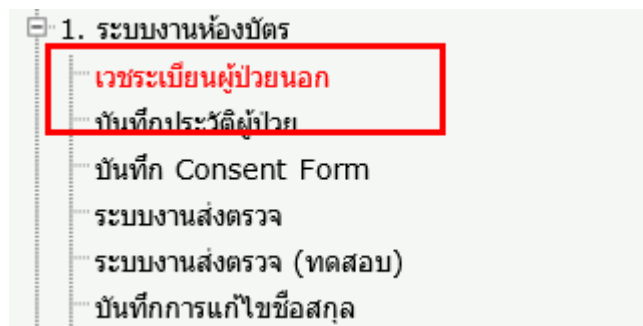 1. ระบบงานห้องบัตร
เวชระเบียนผู้ป่วยนอก
บันทึกประวัติผู้ป่วย
บันทึก Consent Form
ระบบงานส่งตรวจ
ระบบงานส่งตรวจ (ทดสอบ)
บันทึกการแก้ไขชื่อสกุล